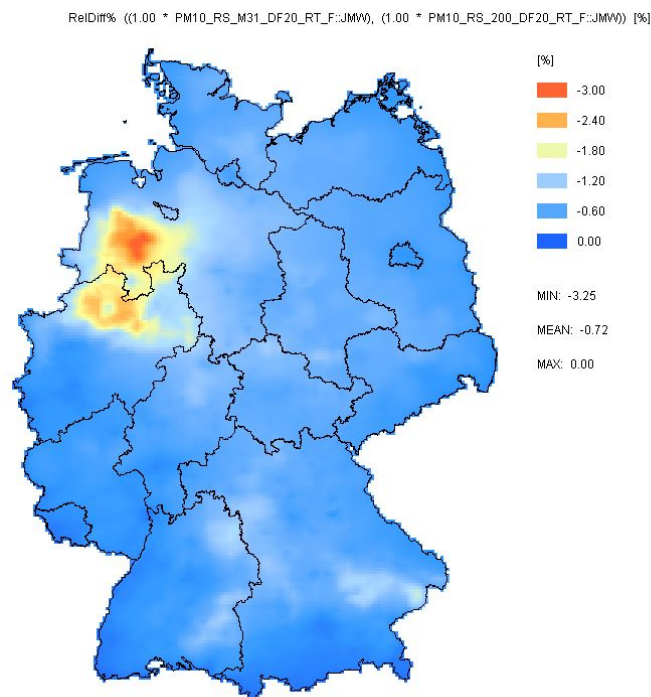 RelDiff% ((1.00 * PM10_RS_M31_DF20_RT_F::JMW), (1.00 * PM10_RS_200_DF20_RT_F::JMW)) [%]
[%]
-3.00
-2.40
-1.80
-1.20
-0.60
0.00
MIN: -3.25
MEAN: -0.72
MAX: 0.00